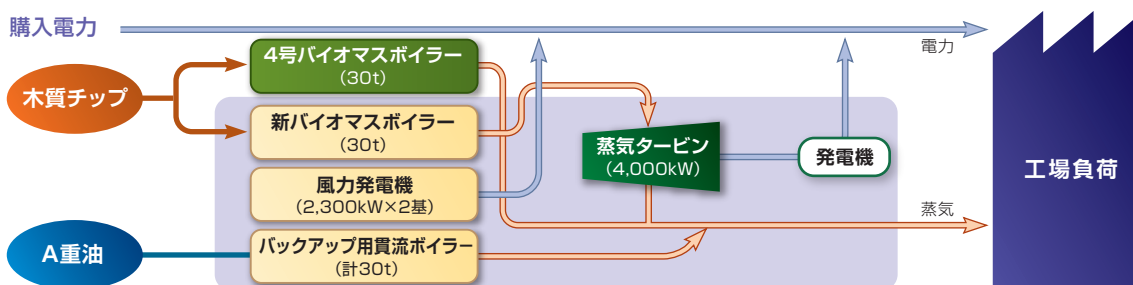 購入電力
電力
4号バイオマスボイラー
(30t)
木質チップ
新バイオマスボイラー
(30t)
蒸気タービン
(4,000kW)
発電機
工場負荷
風力発電機
(2,300kW×2基)
蒸気
A重油
バックアップ用貫流ボイラー
(計30t)